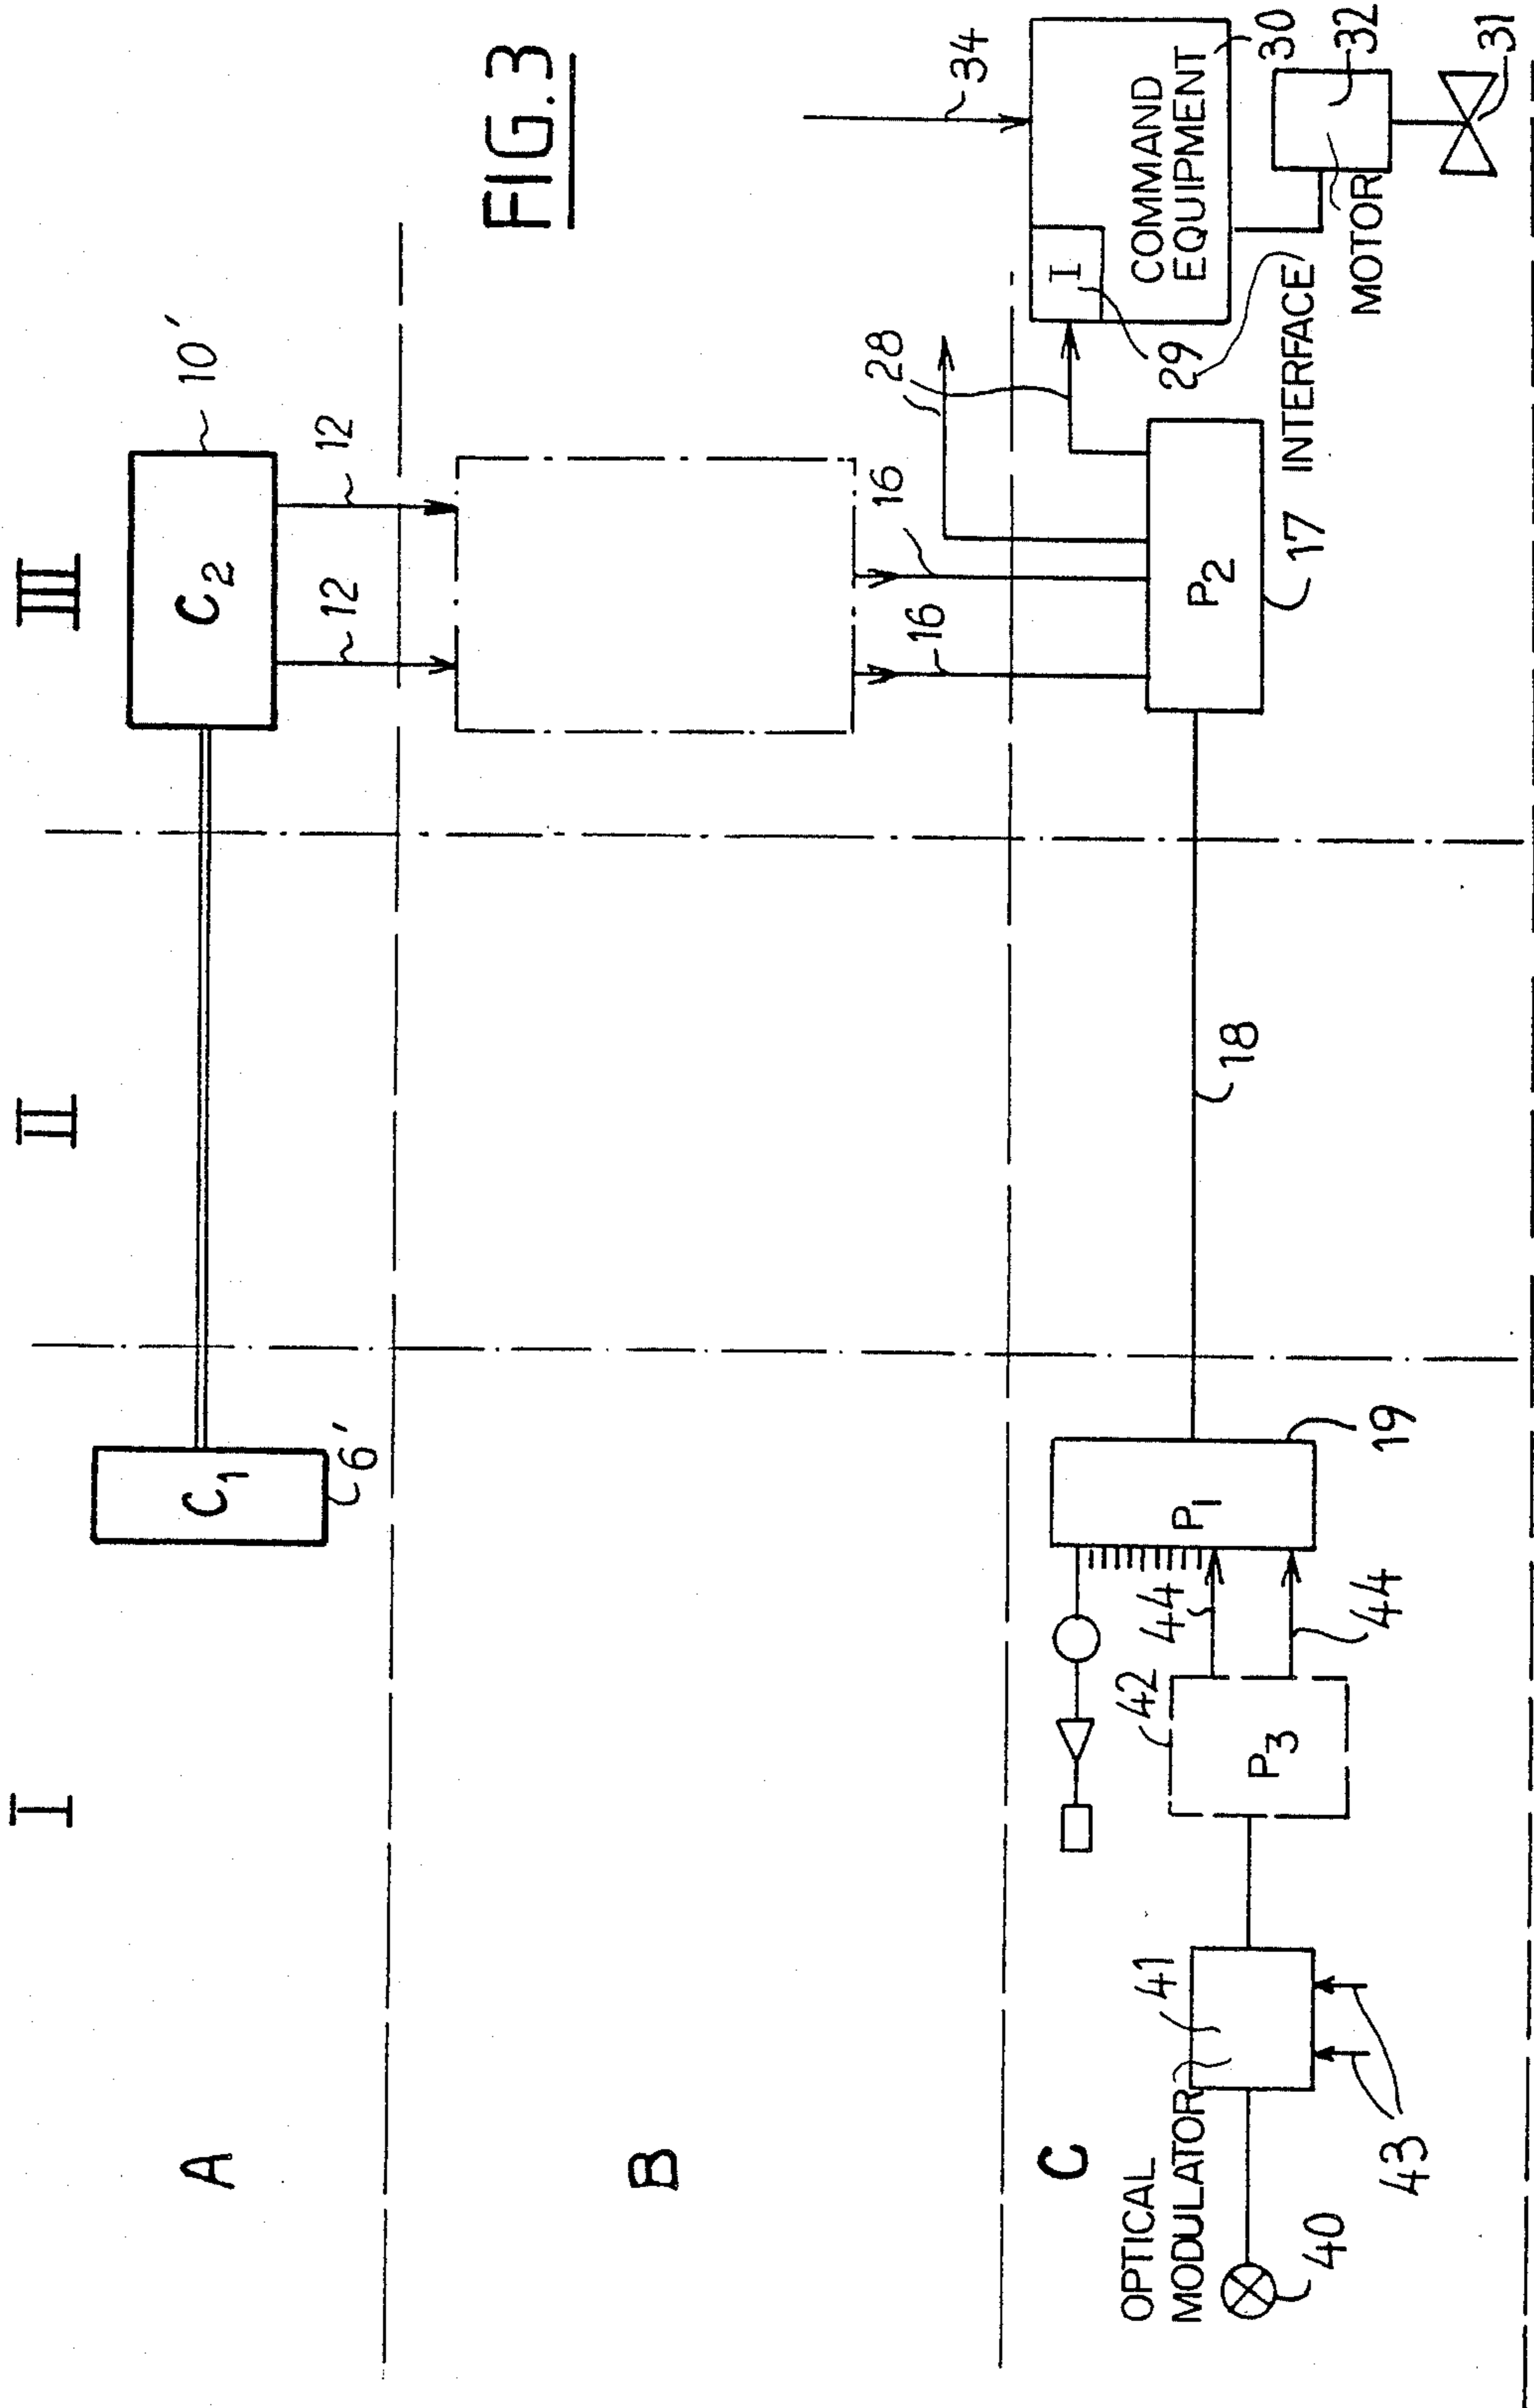 I
II
III
FIG. 3
A
C1
6'
C2
10'
12
12
B
16
16
28
34
C
OPTICAL
MODULATOR
40
41
43
42
P3
44
44
P1
19
18
P2
17
I
29
INTERFACE
COMMAND
EQUIPMENT
30
MOTOR
32
31